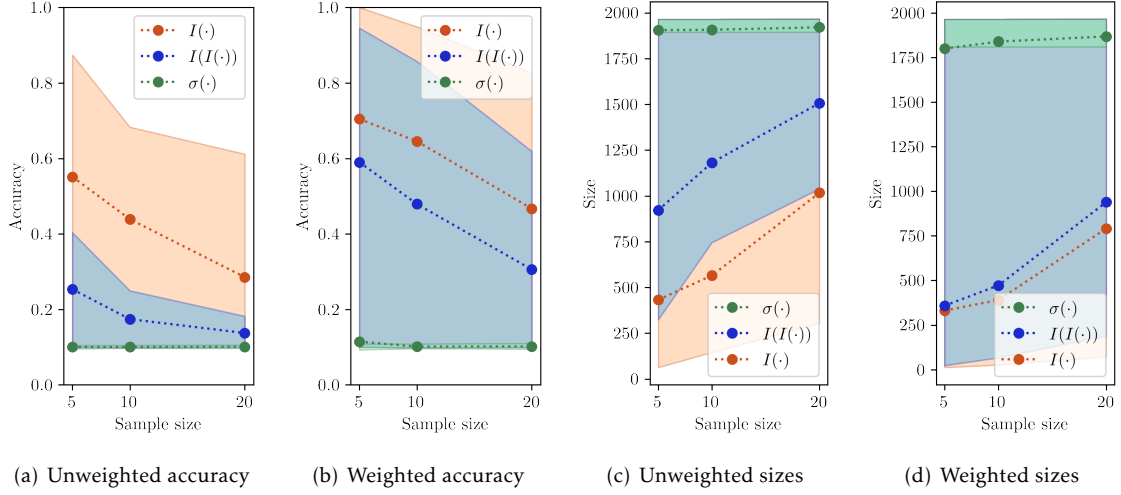 1.0
0.8
0.6
0.4
0.2
0.0
Accuracy
I(·)
I(I(·))
σ(·)
5 10 20
Sample size
(a) Unweighted accuracy
1.0
0.8
0.6
0.4
0.2
0.0
Accuracy
I(·)
I(I(·))
σ(·)
5 10 20
Sample size
(b) Weighted accuracy
2000
1750
1500
1250
1000
750
500
250
0
Size
σ(·)
I(I(·))
I(·)
5 10 20
Sample size
(c) Unweighted sizes
2000
1750
1500
1250
1000
750
500
250
0
Size
σ(·)
I(I(·))
I(·)
5 10 20
Sample size
(d) Weighted sizes